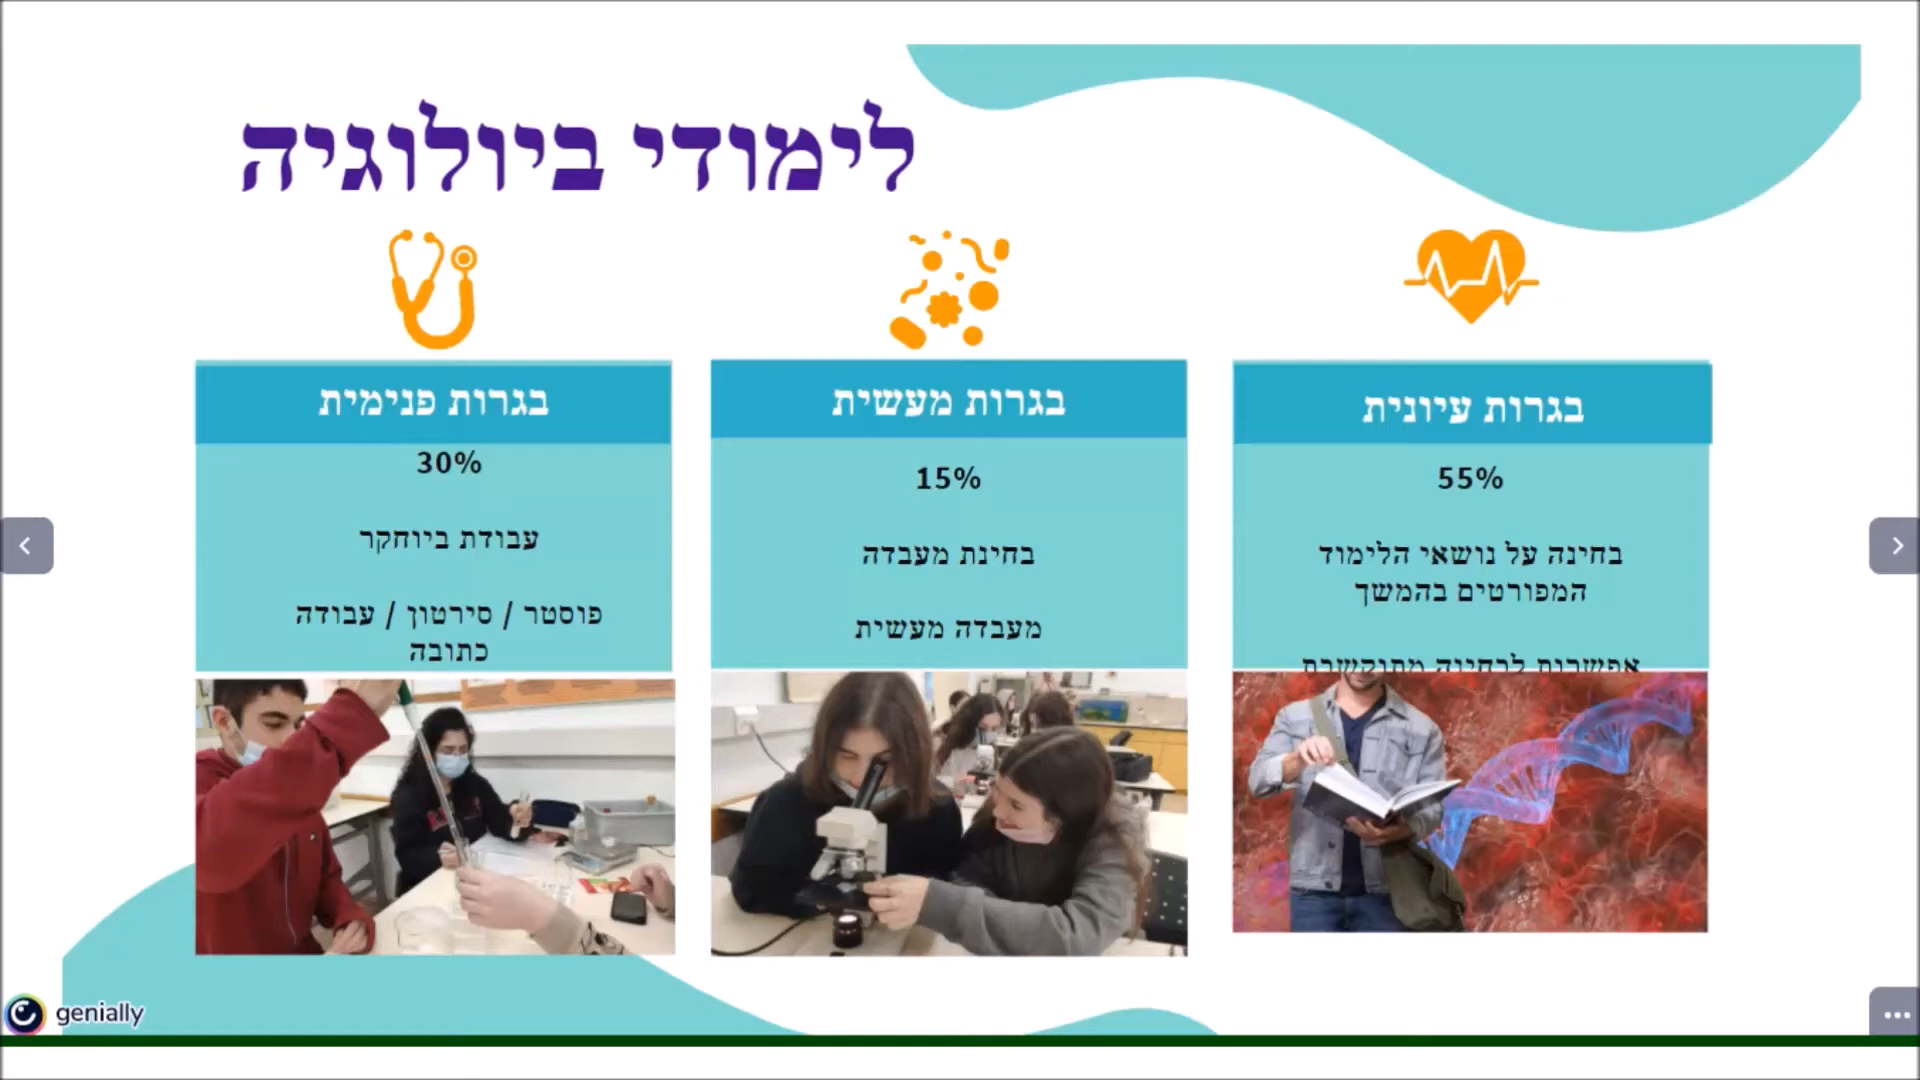 לימודי ביולוגיה
בגרות עיונית
55%
בחינה על נושאי הלימוד
המפורטים בהמשך
אפשרות לבחינה מתוקשבת
בגרות מעשית
15%
בחינת מעבדה
מעבדה מעשית
בגרות פנימית
30%
עבודת ביוחקר
פוסטר / סירטון / עבודה
כתובה
genially